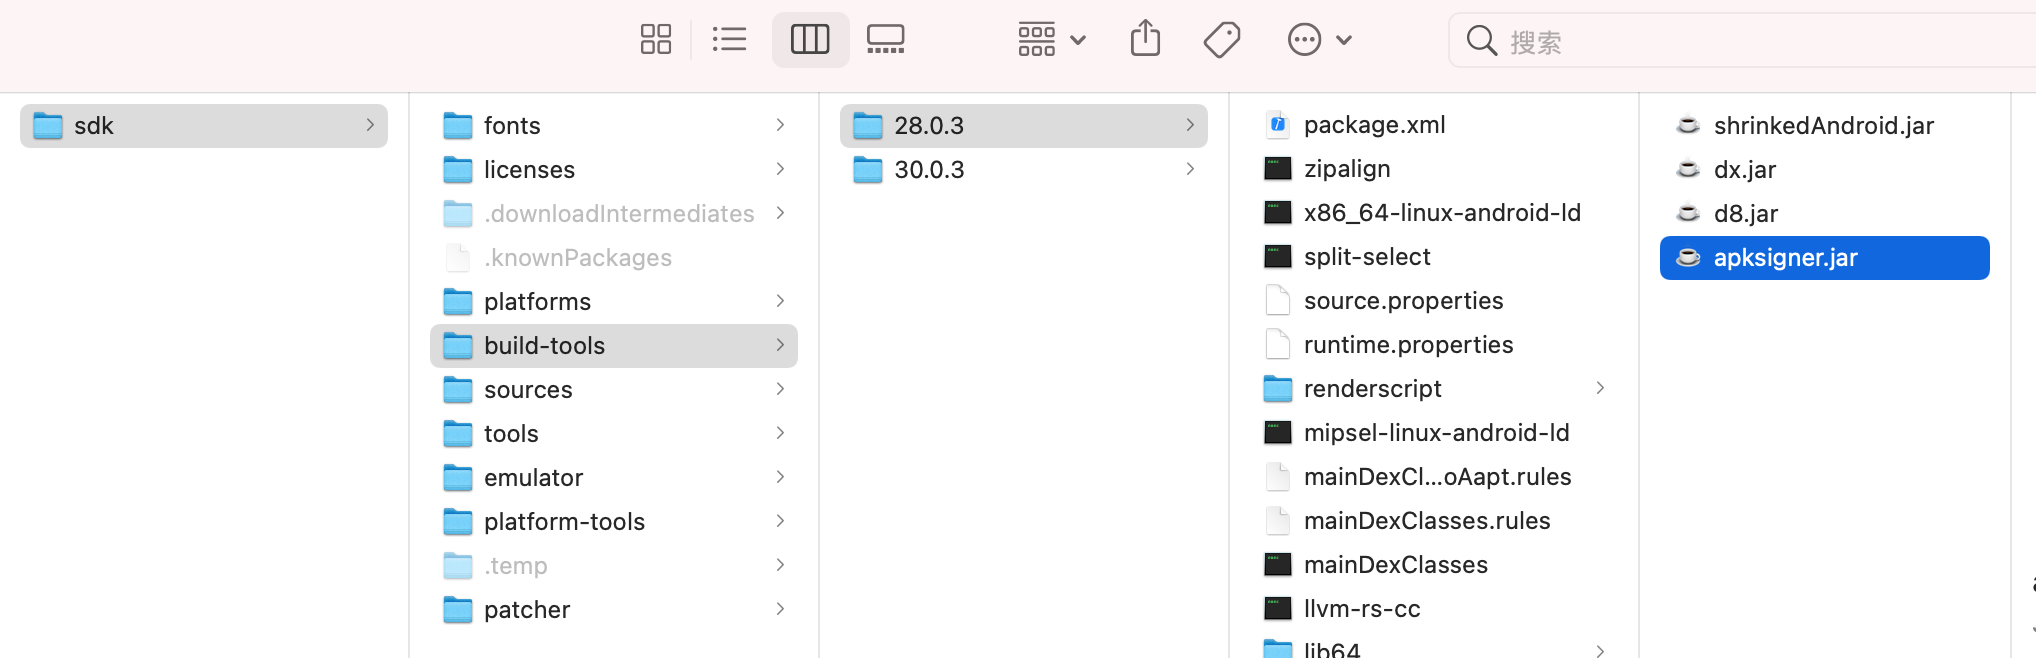 搜索
sdk
fonts
licenses
.downloadIntermediates
.knownPackages
platforms
build-tools
sources
tools
emulator
platform-tools
.temp
patcher
28.0.3
30.0.3
package.xml
zipalign
x86_64-linux-android-ld
split-select
source.properties
runtime.properties
renderscript
mipsel-linux-android-ld
mainDexCl...oAapt.rules
mainDexClasses.rules
mainDexClasses
llvm-rs-cc
lib64
shrinkedAndroid.jar
dx.jar
d8.jar
apksigner.jar